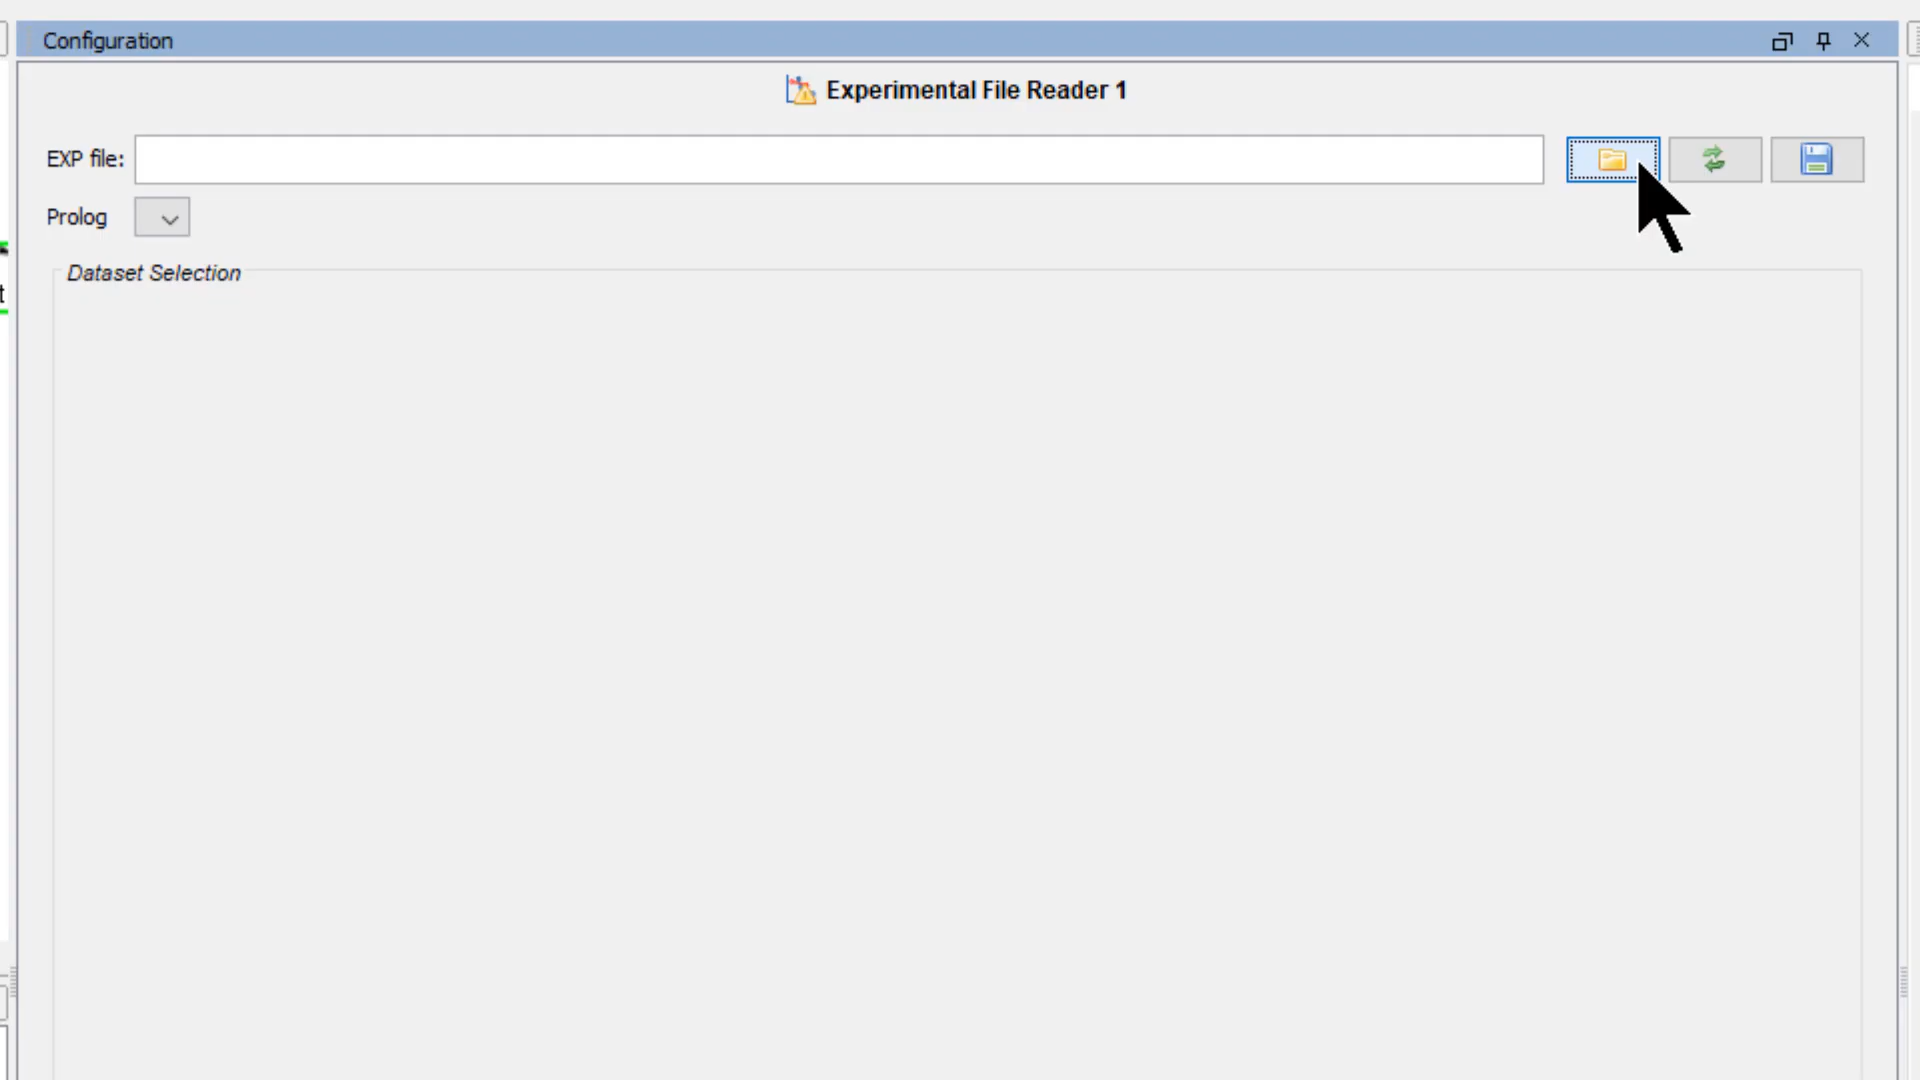 Configuration
Experimental File Reader 1
EXP file:
Prolog
Dataset Selection
t